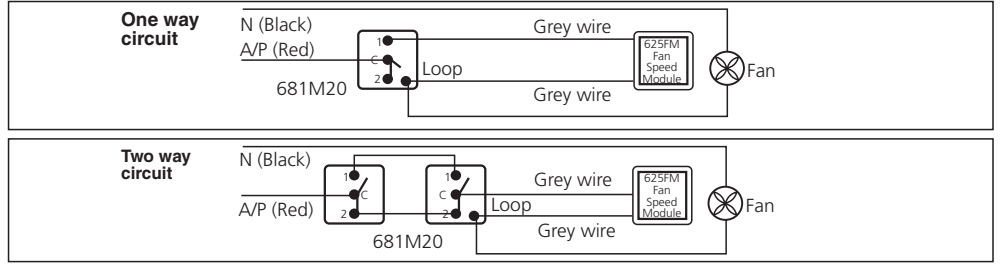 One way
circuit
N (Black)
A/P (Red)
1
C
2
681M20
Loop
Grey wire
Grey wire
625FM
Fan
Speed
Module
Fan
Two way
circuit
N (Black)
A/P (Red)
1
C
2
1
C
2
681M20
Loop
Grey wire
Grey wire
625FM
Fan
Speed
Module
Fan